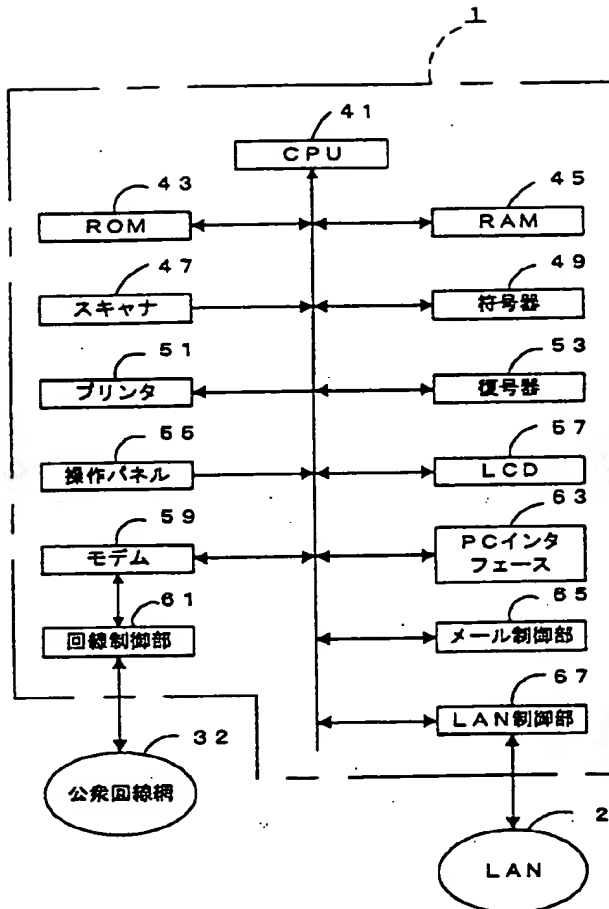 1
41
CPU
43
ROM
45
RAM
47
スキャナ
49
符号器
51
プリンタ
53
復号器
55
操作パネル
57
LCD
59
モデム
63
PCインタ
フェース
61
回線制御部
65
メール制御部
67
LAN制御部
32
公衆回線網
2
LAN